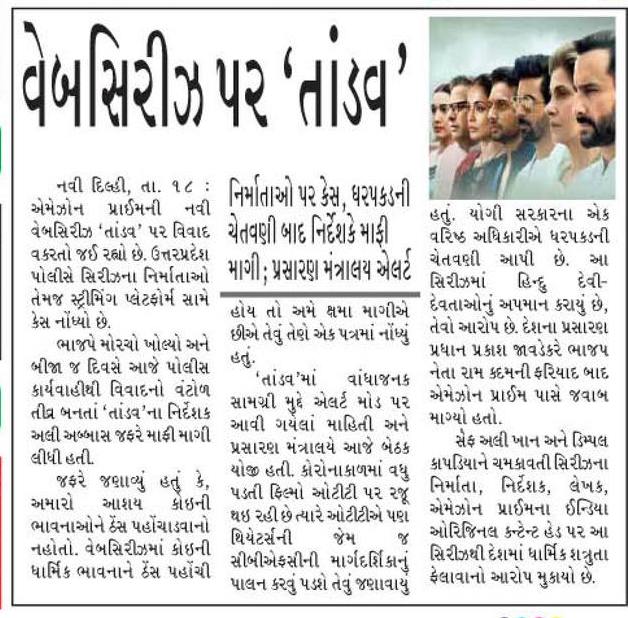 વેબસિરીઝ પર ‘તાંડવ’
નવી દિલ્હી, તા. ૧૮ :
એમેઝોન પ્રાઈમની નવી
વેબસિરીઝ ‘તાંડવ’ પર વિવાદ
વકરતો જઈ રહ્યો છે. ઉત્તરપ્રદેશ
પોલીસે સિરીઝના નિર્માતાઓ
તેમજ સ્ટ્રીમિંગ પ્લેટફોર્મ સામે
કેસ નોંધ્યો છે.
ભાજપે મોરચો ખોલ્યો અને
બીજા જ દિવસે આજે પોલીસ
કાર્યવાહીથી વિવાદનો વંટોળ
તીવ્ર બનતાં ‘તાંડવ’ના નિર્દેશક
અલી અબ્બાસ જફરે માફી માગી
લીધી હતી.
જફરે જણાવ્યું હતું કે,
અમારો આશય કોઇની
ભાવનાઓને ઠેંસ પહોંચાડવાનો
નહોતો. વેબસિરીઝમાં કોઇની
ધાર્મિક ભાવનાને ઠેંસ પહોંચી
નિર્માતાઓ પર કેસ, ધરપકડની
ચેતવણી બાદ નિર્દેશકે માફી
માગી ; પ્રસારણ મંત્રાલય એલર્ટ
હોય તો અમે ક્ષમા માગીએ
છીએ તેવું તેણે એક પત્રમાં નોંધ્યું
હતું.
‘તાંડવ’માં વાંધાજનક
સામગ્રી મુદ્દે એલર્ટ મોડ પર
આવી ગયેલાં માહિતી અને
પ્રસારણ મંત્રાલયે આજે બેઠક
યોજી હતી. કોરોનાકાળમાં વધુ
પડતી ફિલ્મો ઓટીટી પર રજૂ
થઇ રહી છે ત્યારે ઓટીટીએ પણ
થિયેટર્સની જેમ જ
સીબીએફસીની માર્ગદર્શિકાનું
પાલન કરવું પડશે તેવું જણાવાયું
હતું. યોગી સરકારના એક
વરિષ્ઠ અધિકારીએ ધરપકડની
ચેતવણી આપી છે. આ
સિરીઝમાં હિન્દુ દેવી-
દેવતાઓનું અપમાન કરાયું છે,
તેવો આરોપ છે. દેશના પ્રસારણ
પ્રધાન પ્રકાશ જાવડેકરે ભાજપ
નેતા રામ કદમની ફરિયાદ બાદ
એમેઝોન પ્રાઈમ પાસે જવાબ
માગ્યો હતો.
સૈફ અલી ખાન અને ડિમ્પલ
કાપડિયાને ચમકાવતી સિરીઝના
નિર્માતા, નિર્દેશક, લેખક,
એમેઝોન પ્રાઈમના ઈન્ડિયા
ઓરિજિનલ કન્ટેન્ટ હેડ પર આ
સિરીઝથી દેશમાં ધાર્મિક શત્રુતા
ફેલાવાનો આરોપ મુકાયો છે.